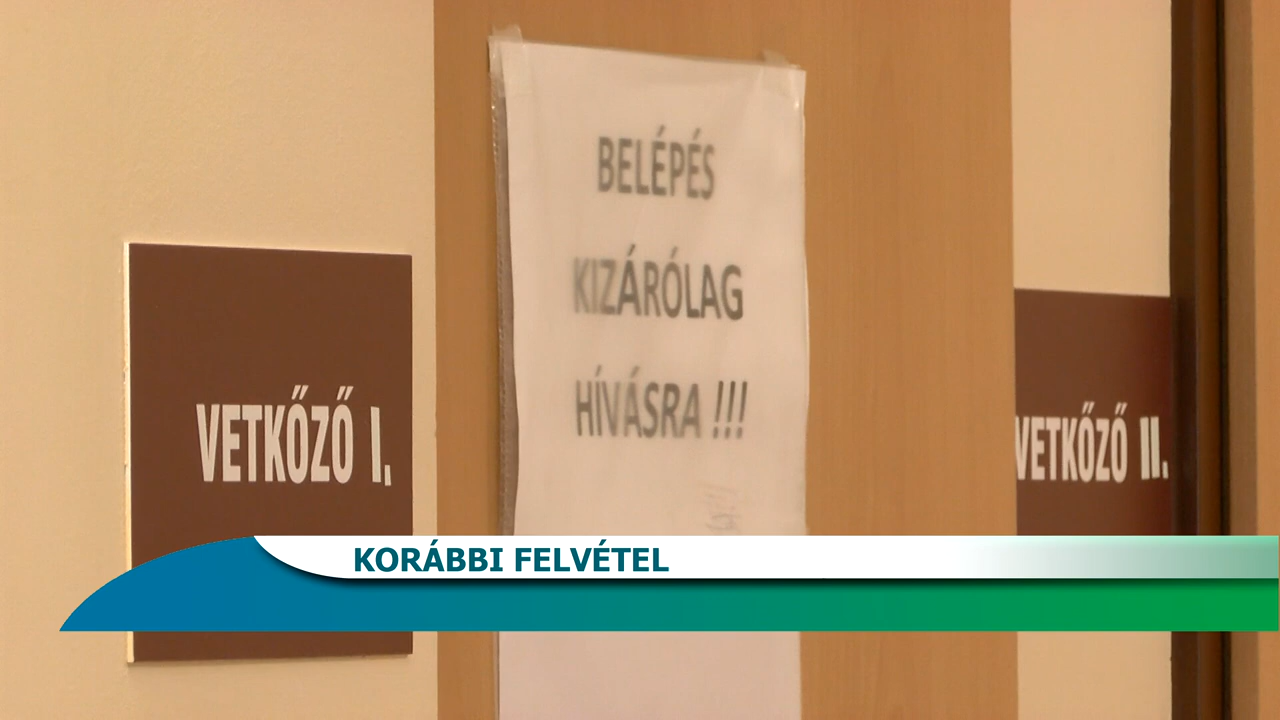 BELÉPÉS
KIZÁRÓLAG
HÍVÁSRA !!!
VETKŐZŐ I.
VETKŐZŐ II.
KORÁBBI FELVÉTEL